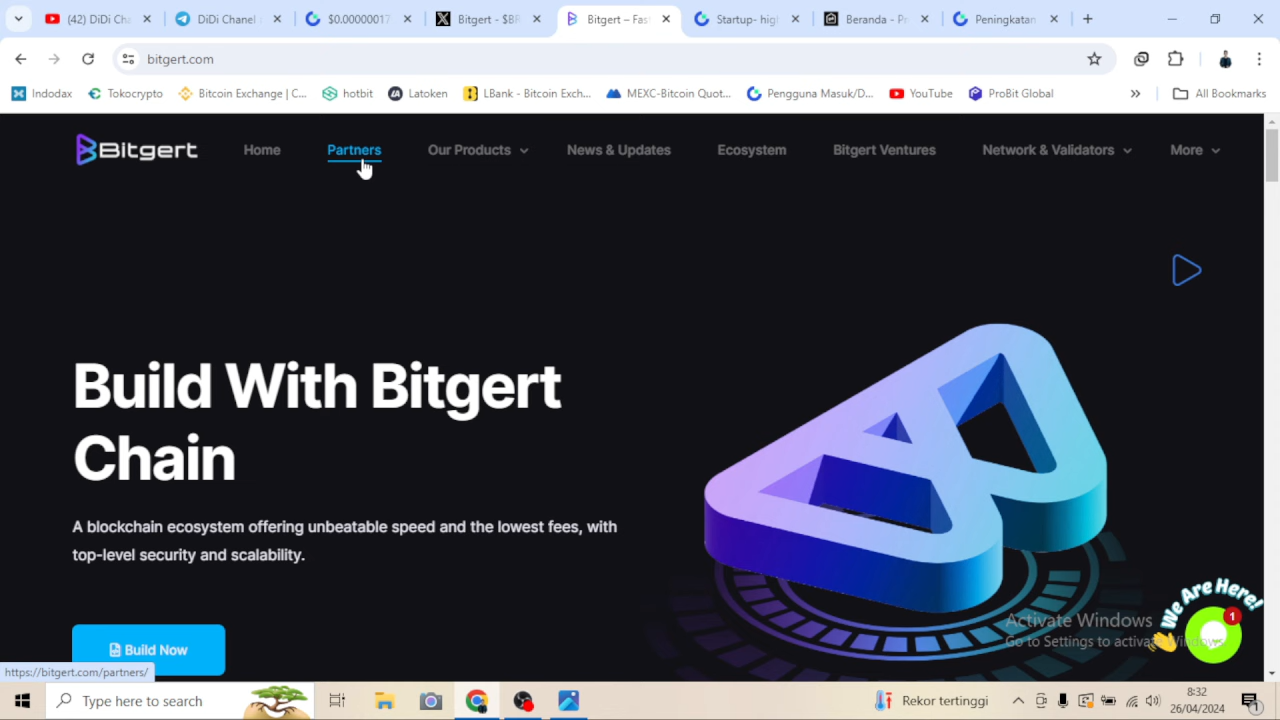 (42) DiDi Cha
DiDi Chanel
$0.00000017
Bitgert - $BR
Bitgert – Fas
Startup- hig
Beranda - Pr
Peningkatan
bitgert.com
Indodax
Tokocrypto
Bitcoin Exchange | C...
hotbit
Latoken
LBank - Bitcoin Exch...
MEXC-Bitcoin Quot...
Pengguna Masuk/D...
YouTube
ProBit Global
All Bookmarks
Bitgert
Home
Partners
Our Products
News & Updates
Ecosystem
Bitgert Ventures
Network & Validators
More
Build With Bitgert
Chain
A blockchain ecosystem offering unbeatable speed and the lowest fees, with
top-level security and scalability.
Build Now
We Are Here!
1
Activate Windows
Go to Settings to activate Windows.
https://bitgert.com/partners/
Type here to search
Rekor tertinggi
8:32
26/04/2024
1